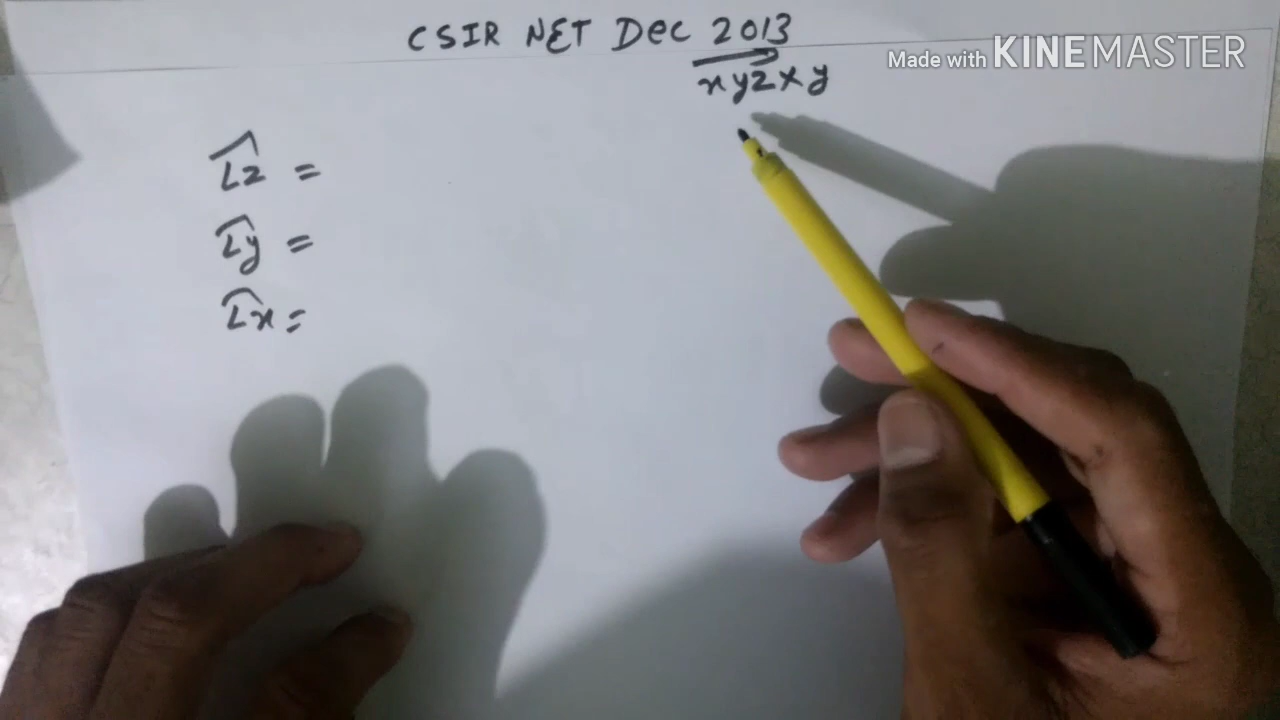 CSIR NET Dec 2013
Made with KINEMASTER
xyzxy
L̂z =
L̂y =
L̂x =